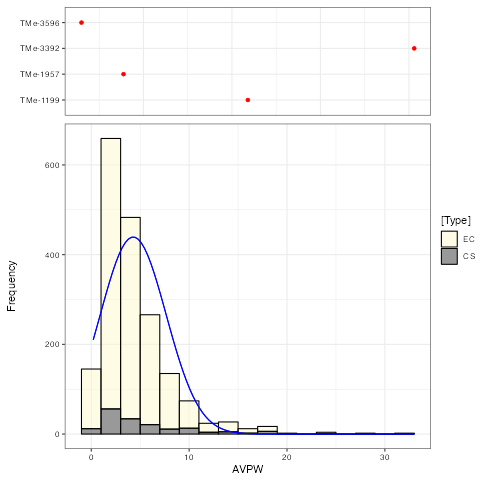 TMe-3596
TMe-3392
TMe-1957
TMe-1199
600
400
200
0
Frequency
0 10 20 30
AVPW
[Type]
EC
CS